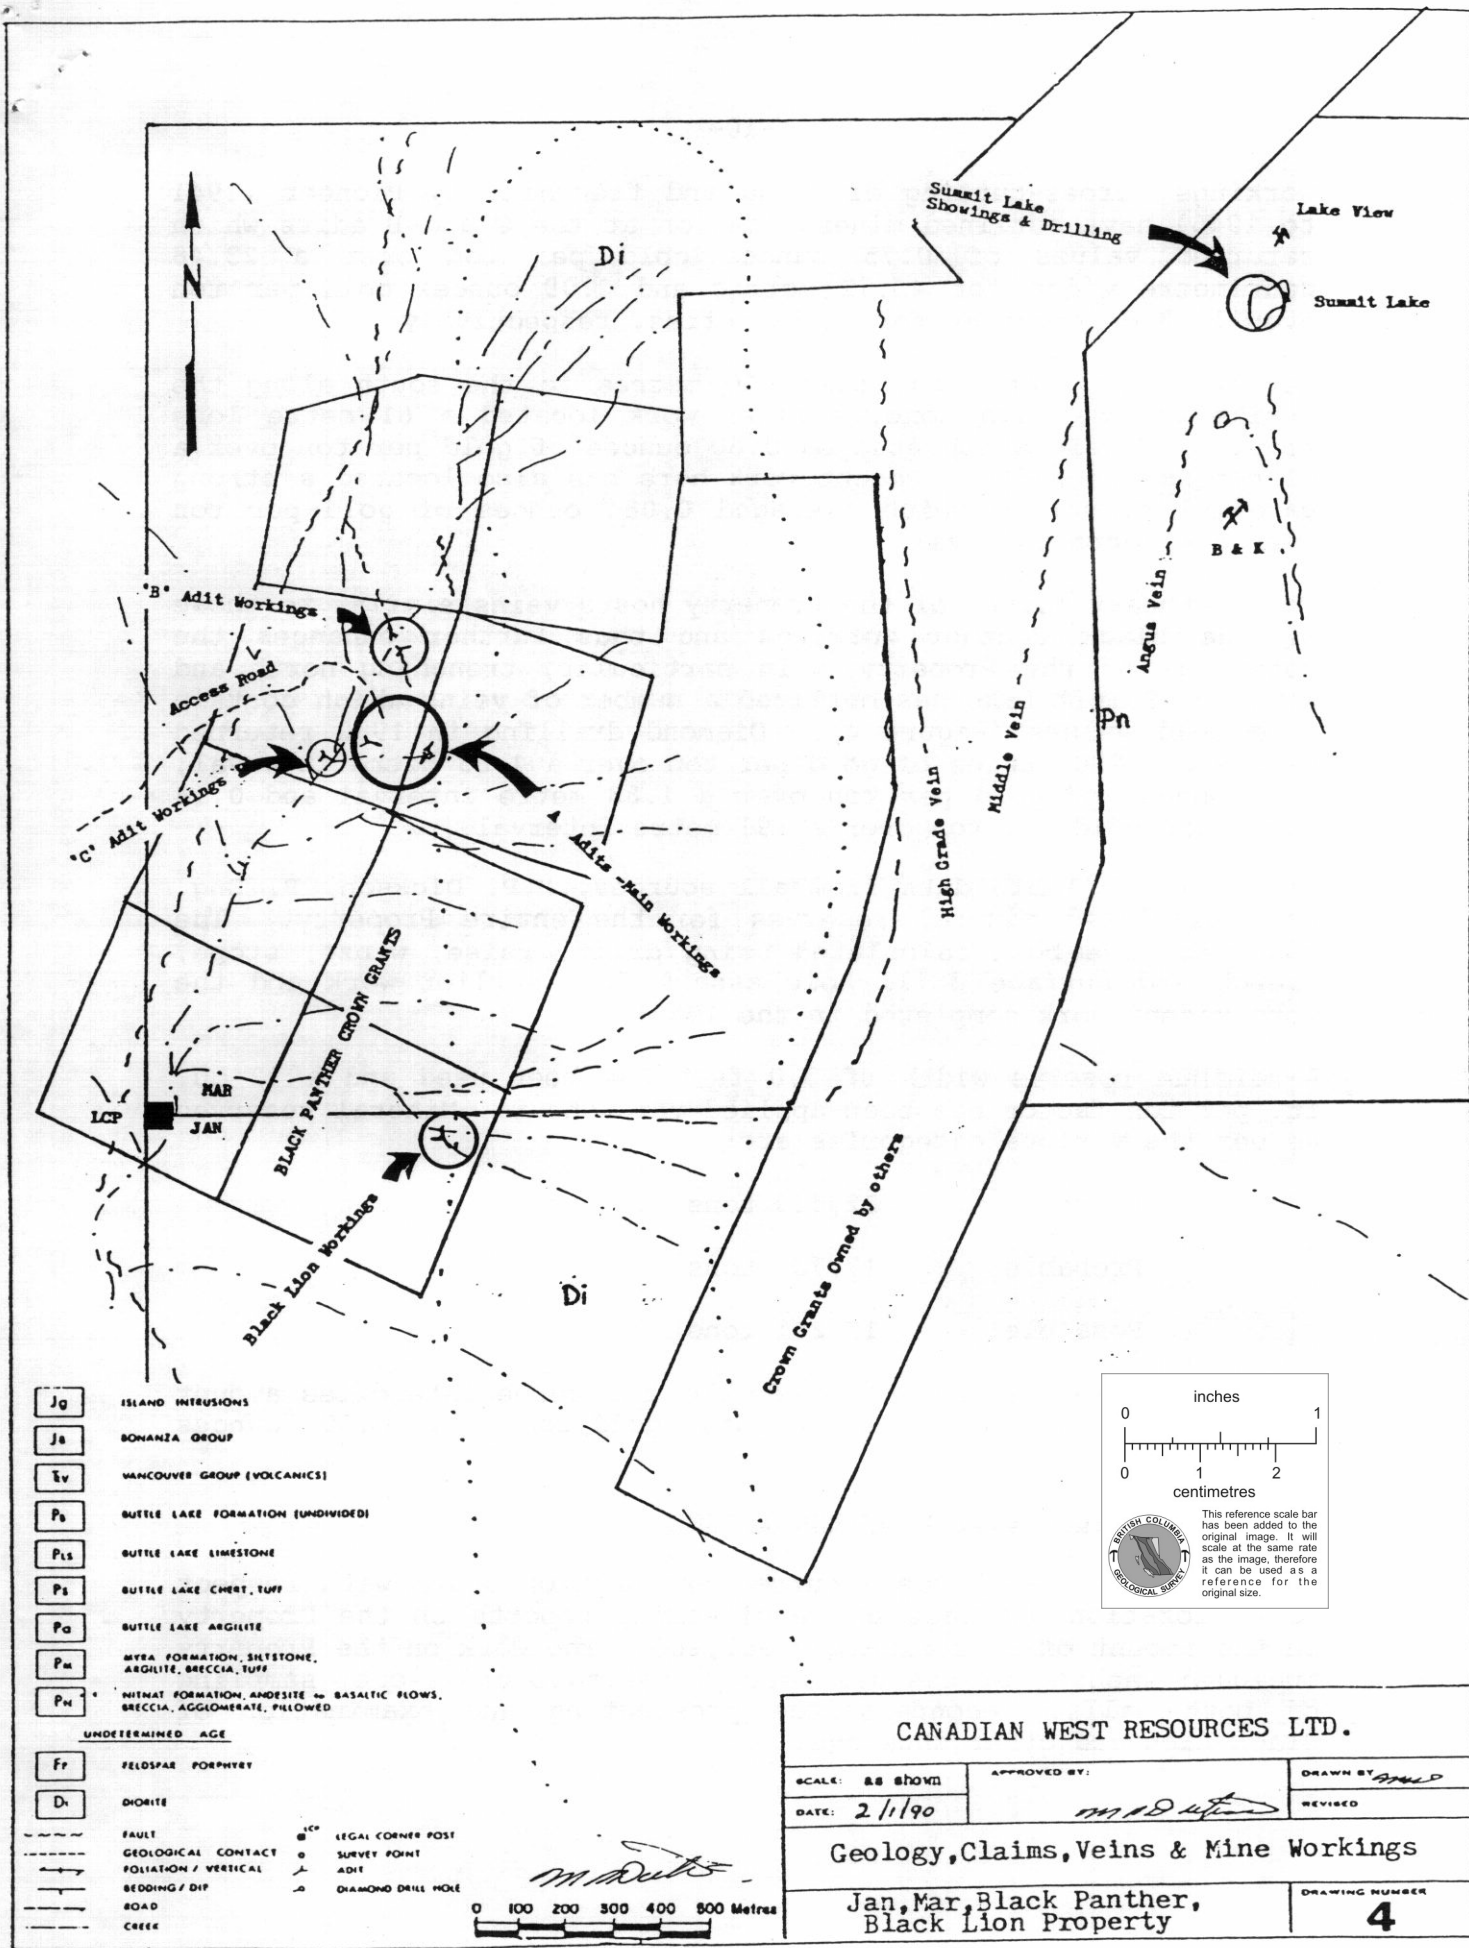 N
Di
Summit Lake
Showings & Drilling
Lake View
Summit Lake
B & K
"B" Adit Workings
Access Road
"C" Adit Workings
A Adits -Main Workings
Angus Vein
Middle Vein
High Grade Vein
Pn
BLACK PANTHER CROWN GRANTS
MAR
LCP
JAN
Black Lion Workings
Di
Crown Grants Owned by others
Jg ISLAND INTRUSIONS
BONANZA GROUP
VANCOUVER GROUP (VOLCANICS)
BUTTLE LAKE FORMATION (UNDIVIDED)
PLS BUTTLE LAKE LIMESTONE
Ps BUTTLE LAKE CHERT, TUFF
Pa BUTTLE LAKE ARGILITE
PM MYRA FORMATION, SILTSTONE,
ARGILITE, BRECCIA, TUFF
PN NITNAT FORMATION, ANDESITE to BASALTIC FLOWS,
BRECCIA, AGGLOMERATE, PILLOWED
UNDETERMINED AGE
FP FELDSPAR PORPHYRY
Di DIORITE
FAULT
GEOLOGICAL CONTACT
FOLIATION / VERTICAL
BEDDING / DIP
ROAD
CREEK
LCP LEGAL CORNER POST
SURVEY POINT
ADIT
DIAMOND DRILL HOLE
0 100 200 300 400 500 Metres
inches
0 1
0 1 2
centimetres
BRITISH COLUMBIA
GEOLOGICAL SURVEY
This reference scale bar
has been added to the
original image. It will
scale at the same rate
as the image, therefore
it can be used as a
reference for the
original size.
CANADIAN WEST RESOURCES LTD.
SCALE: as shown
APPROVED BY:
DRAWN BY
DATE: 2/1/90
REVISED
Geology,Claims,Veins & Mine Workings
Jan,Mar,Black Panther,
Black Lion Property
DRAWING NUMBER
4